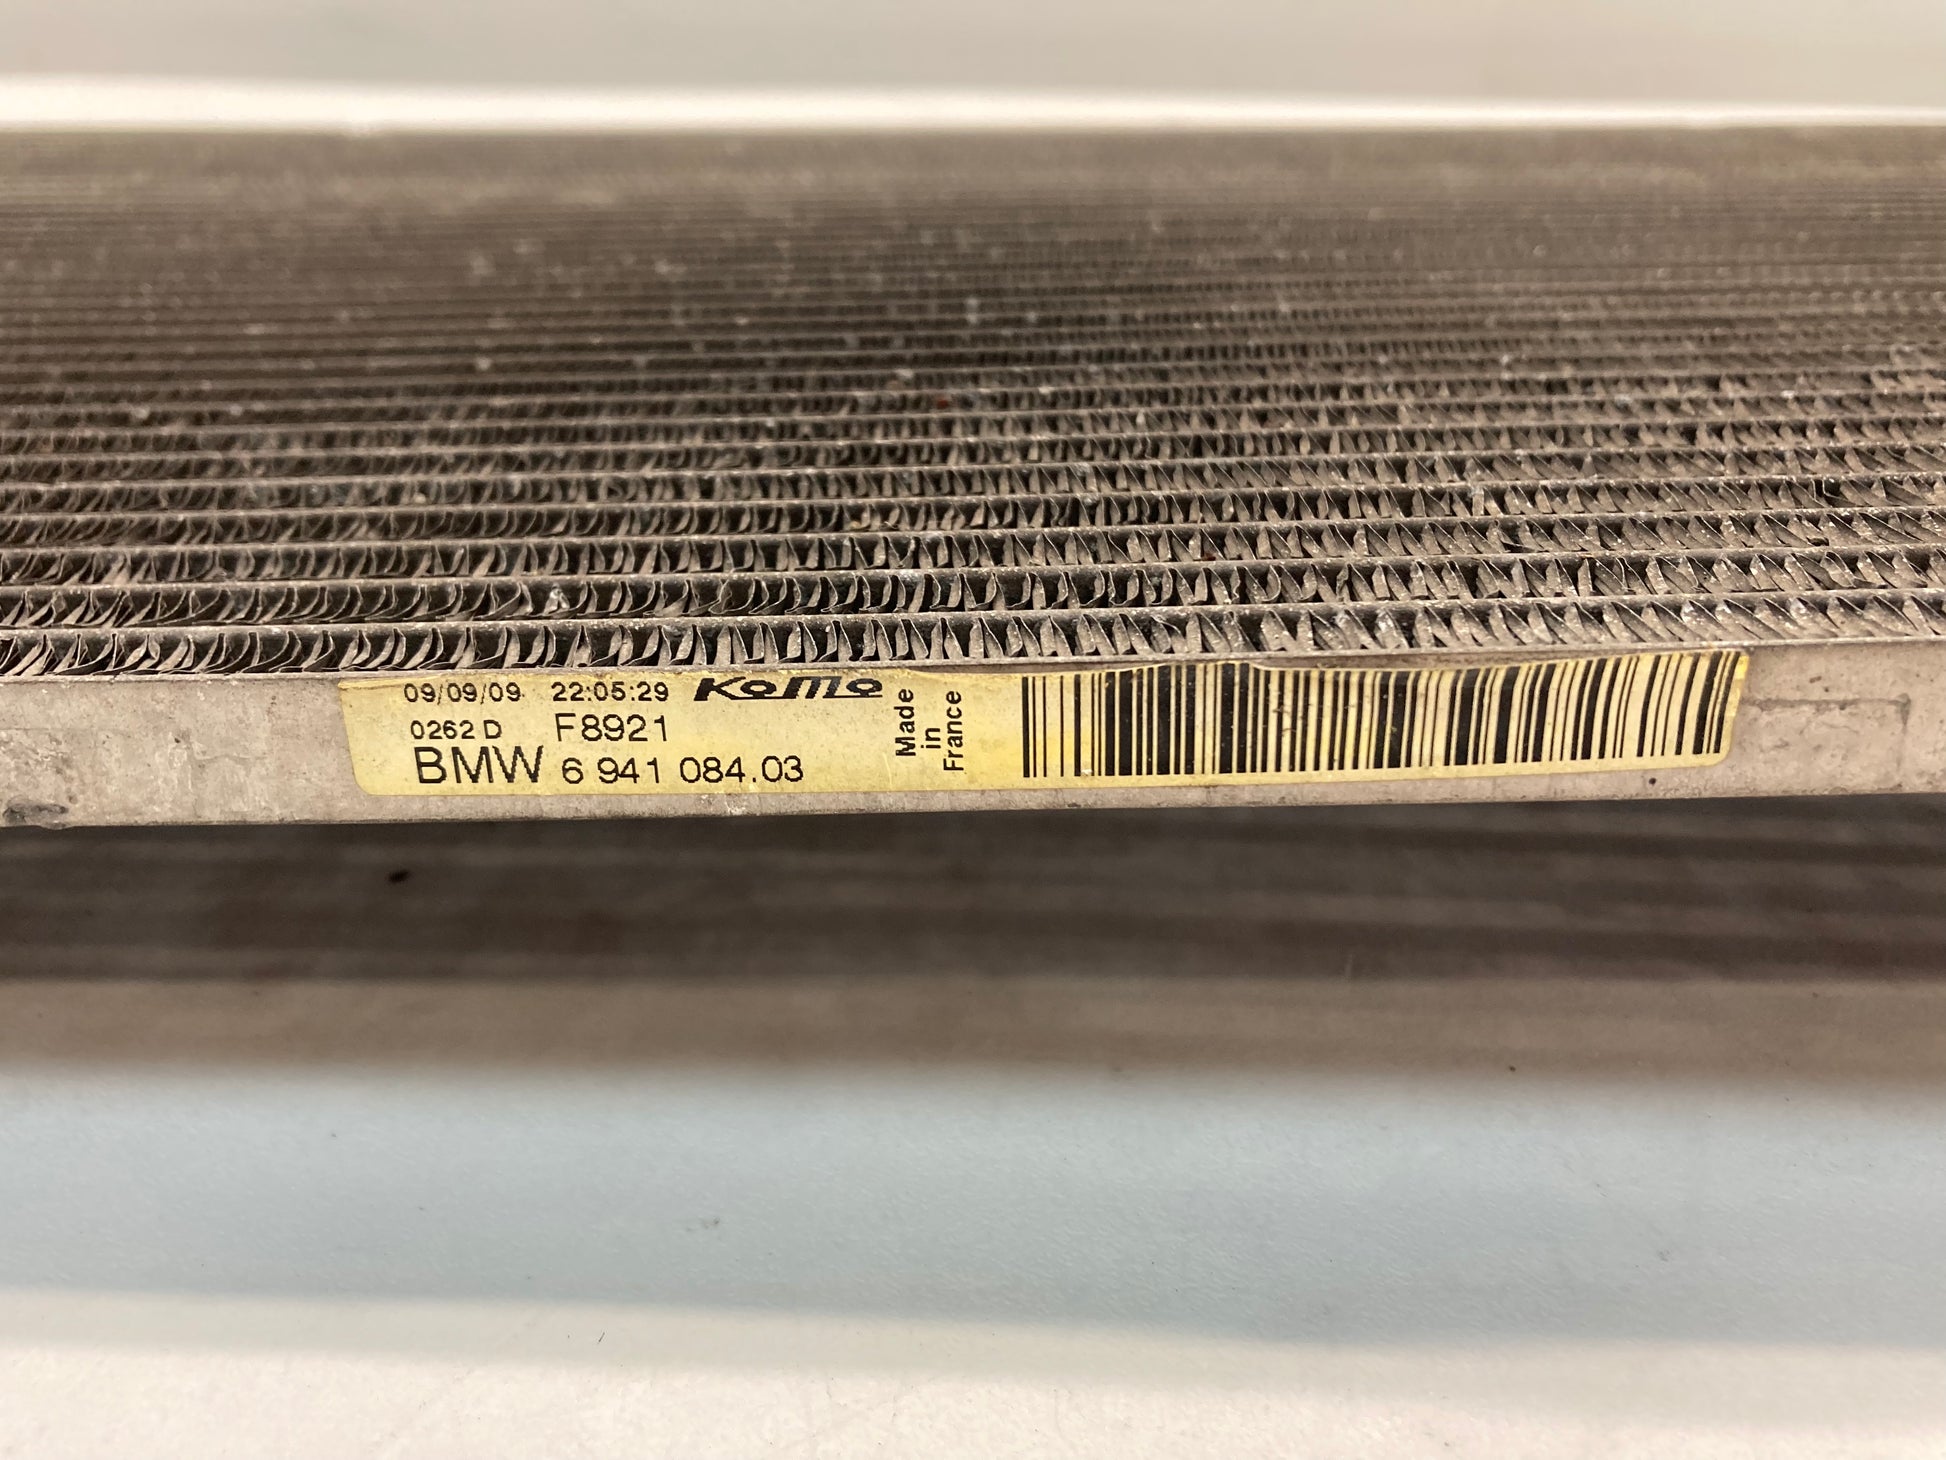 09/09/09 22:05:29 KoMo
0262 D F8921
BMW 6 941 084.03
Made
in
France